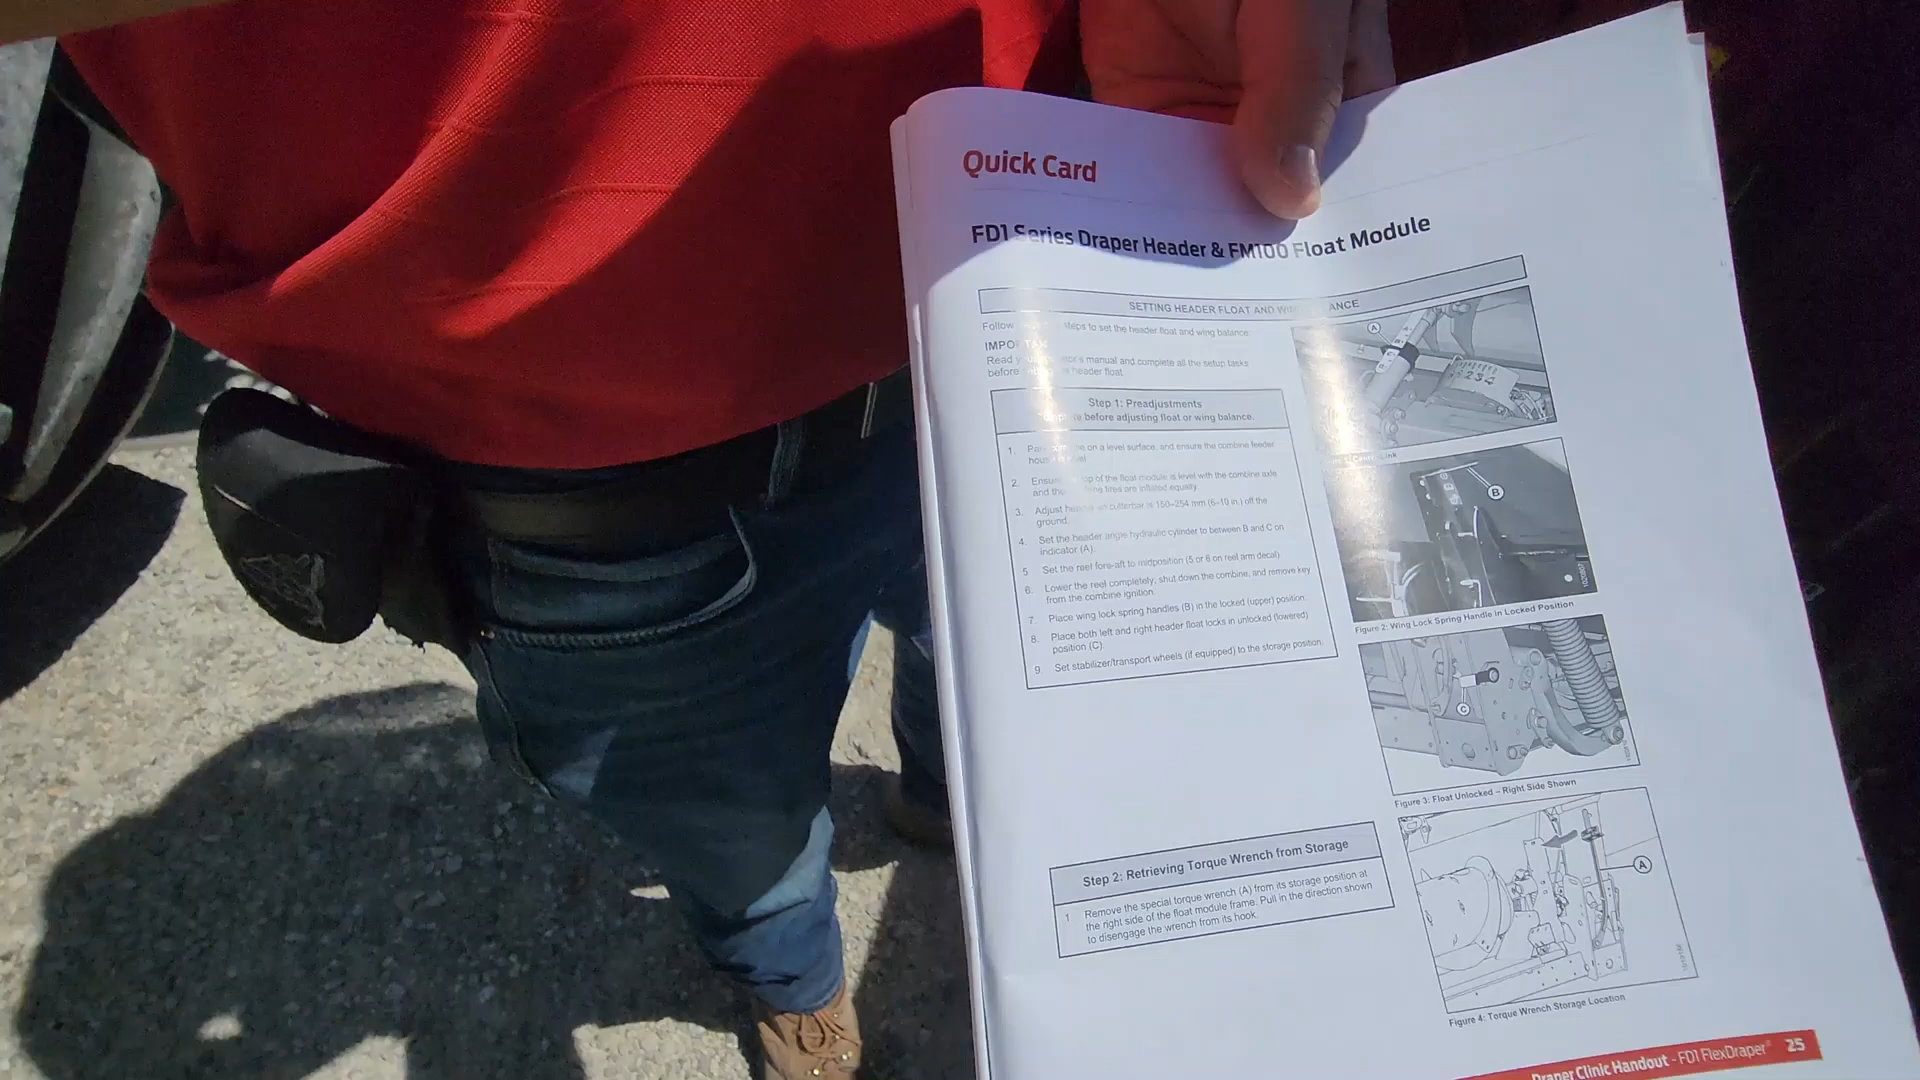 Quick Card
FD1 Series Draper Header & FM100 Float Module
SETTING HEADER FLOAT AND WING BALANCE
Follow steps to set the header float and wing balance:
IMPORTANT
Read manual and complete all the setup tasks
before header float.
Step 1: Preadjustments
before adjusting float or wing balance.
1. on a level surface, and ensure the combine feeder
house
2. Ensure top of the float module is level with the combine axle
and the tires are inflated equally.
3. Adjust cutterbar is 150–254 mm (6–10 in.) off the
ground.
4. Set the header angle hydraulic cylinder to between B and C on
indicator (A).
5 Set the reel fore-aft to midposition (5 or 6 on reel arm decal)
6. Lower the reel completely, shut down the combine, and remove key
from the combine ignition.
7. Place wing lock spring handles (B) in the locked (upper) position.
8. Place both left and right header float locks in unlocked (lowered)
position (C).
9 Set stabilizer/transport wheels (if equipped) to the storage position.
A
Link
B
1020807
Figure 2: Wing Lock Spring Handle in Locked Position
C
Figure 3: Float Unlocked – Right Side Shown
Step 2: Retrieving Torque Wrench from Storage
1 Remove the special torque wrench (A) from its storage position at
the right side of the float module frame. Pull in the direction shown
to disengage the wrench from its hook.
A
Figure 4: Torque Wrench Storage Location
Draper Clinic Handout - FD1 FlexDraper® 25